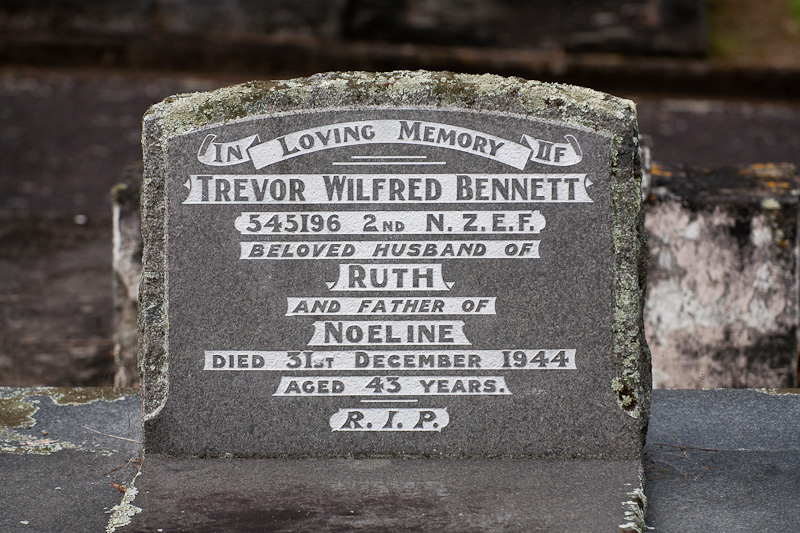 IN LOVING MEMORY OF
TREVOR WILFRED BENNETT
545196 2ND N.Z.E.F.
BELOVED HUSBAND OF
RUTH
AND FATHER OF
NOELINE
DIED 31ST DECEMBER 1944
AGED 43 YEARS.
R.I.P.